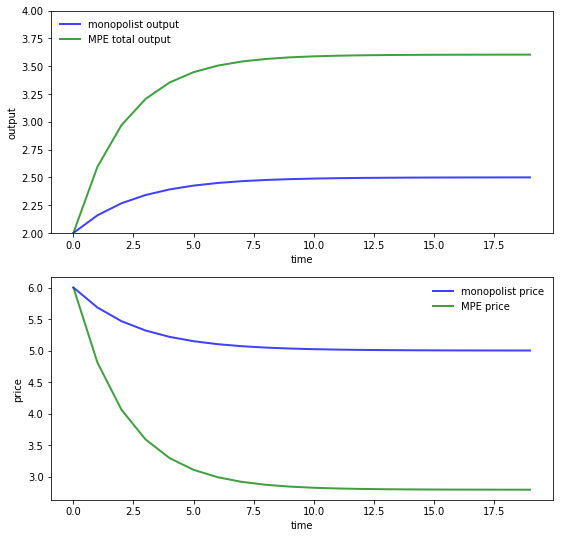 monopolist output
MPE total output
4.00
3.75
3.50
3.25
3.00
2.75
2.50
2.25
2.00
output
0.0 2.5 5.0 7.5 10.0 12.5 15.0 17.5
time
monopolist price
MPE price
6.0
5.5
5.0
4.5
4.0
3.5
3.0
price
0.0 2.5 5.0 7.5 10.0 12.5 15.0 17.5
time